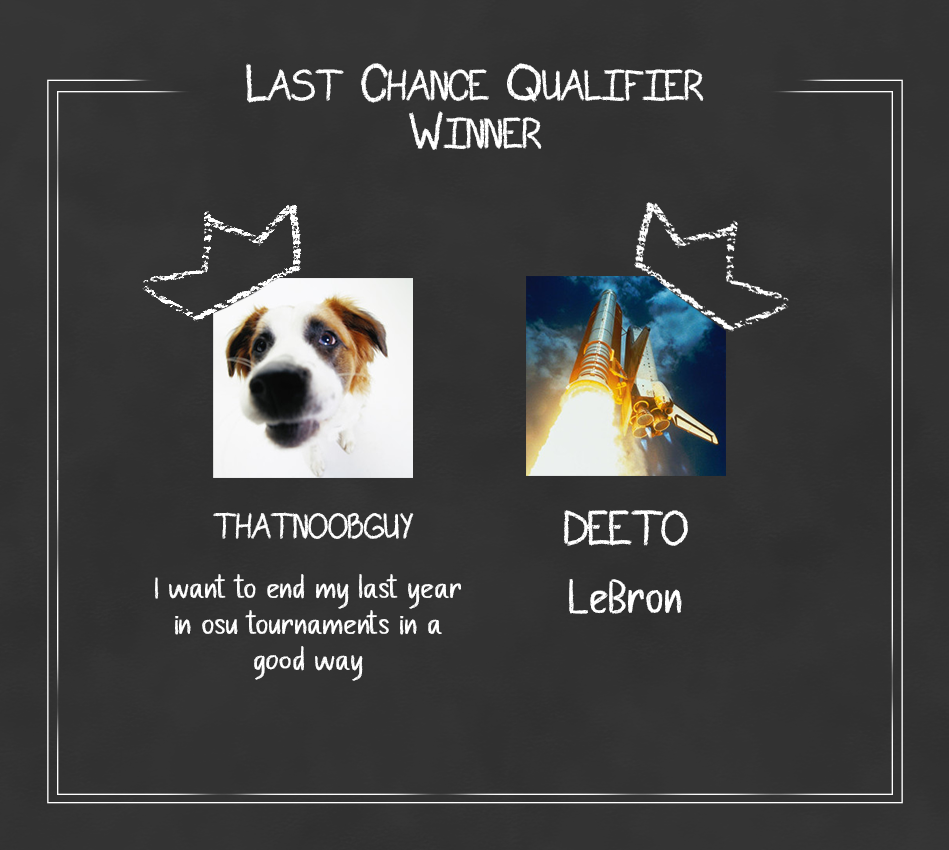 LAST CHANCE QUALIFIER
WINNER
THATNOOBGUY
I want to end my last year
in osu tournaments in a
good way
DEETO
LeBron